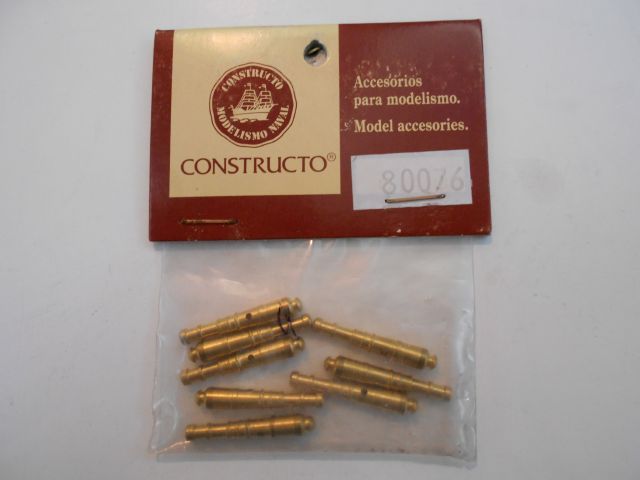 CONSTRUCTO
MODELISMO NAVAL
CONSTRUCTO®
Accesorios
para modelismo.
Model accesories.
80076